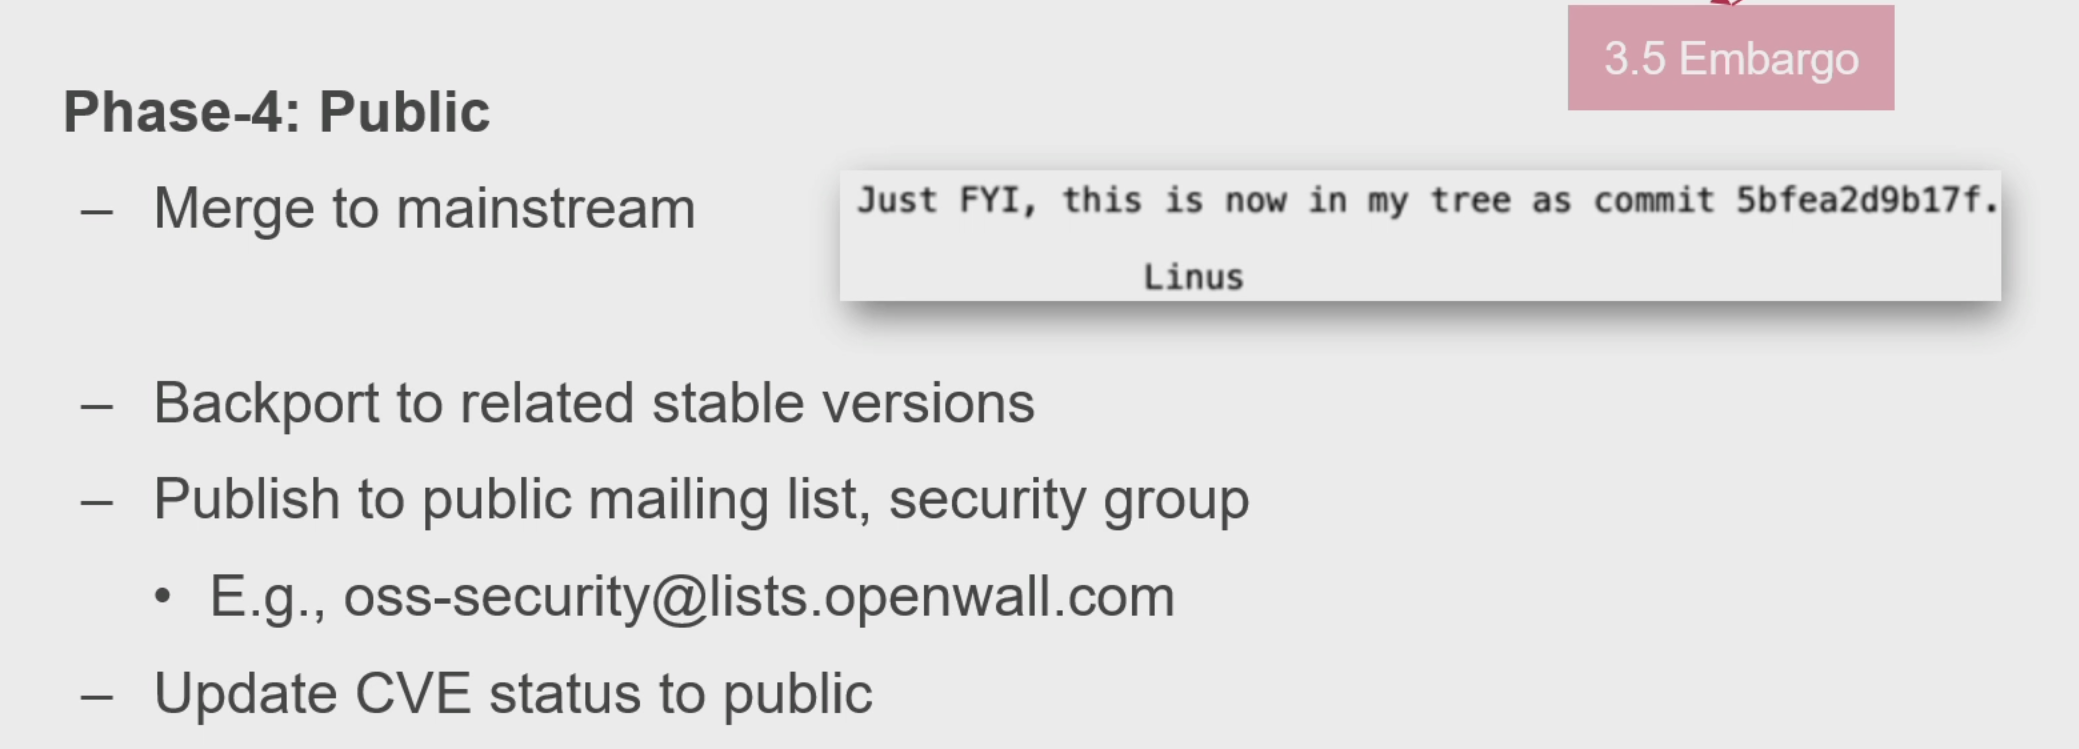 3.5 Embargo
Phase-4: Public
– Merge to mainstream
Just FYI, this is now in my tree as commit 5bfea2d9b17f.
Linus
– Backport to related stable versions
– Publish to public mailing list, security group
• E.g., oss-security@lists.openwall.com
– Update CVE status to public